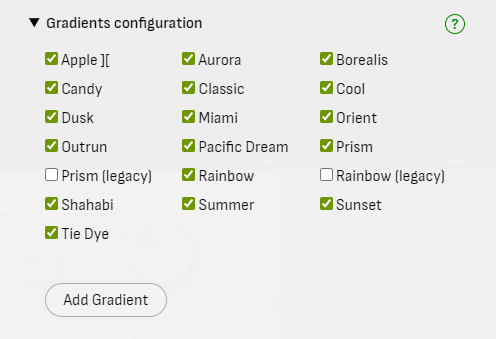 ▼ Gradients configuration ?
Apple ][ Aurora Borealis
Candy Classic Cool
Dusk Miami Orient
Outrun Pacific Dream Prism
Prism (legacy) Rainbow Rainbow (legacy)
Shahabi Summer Sunset
Tie Dye
Add Gradient